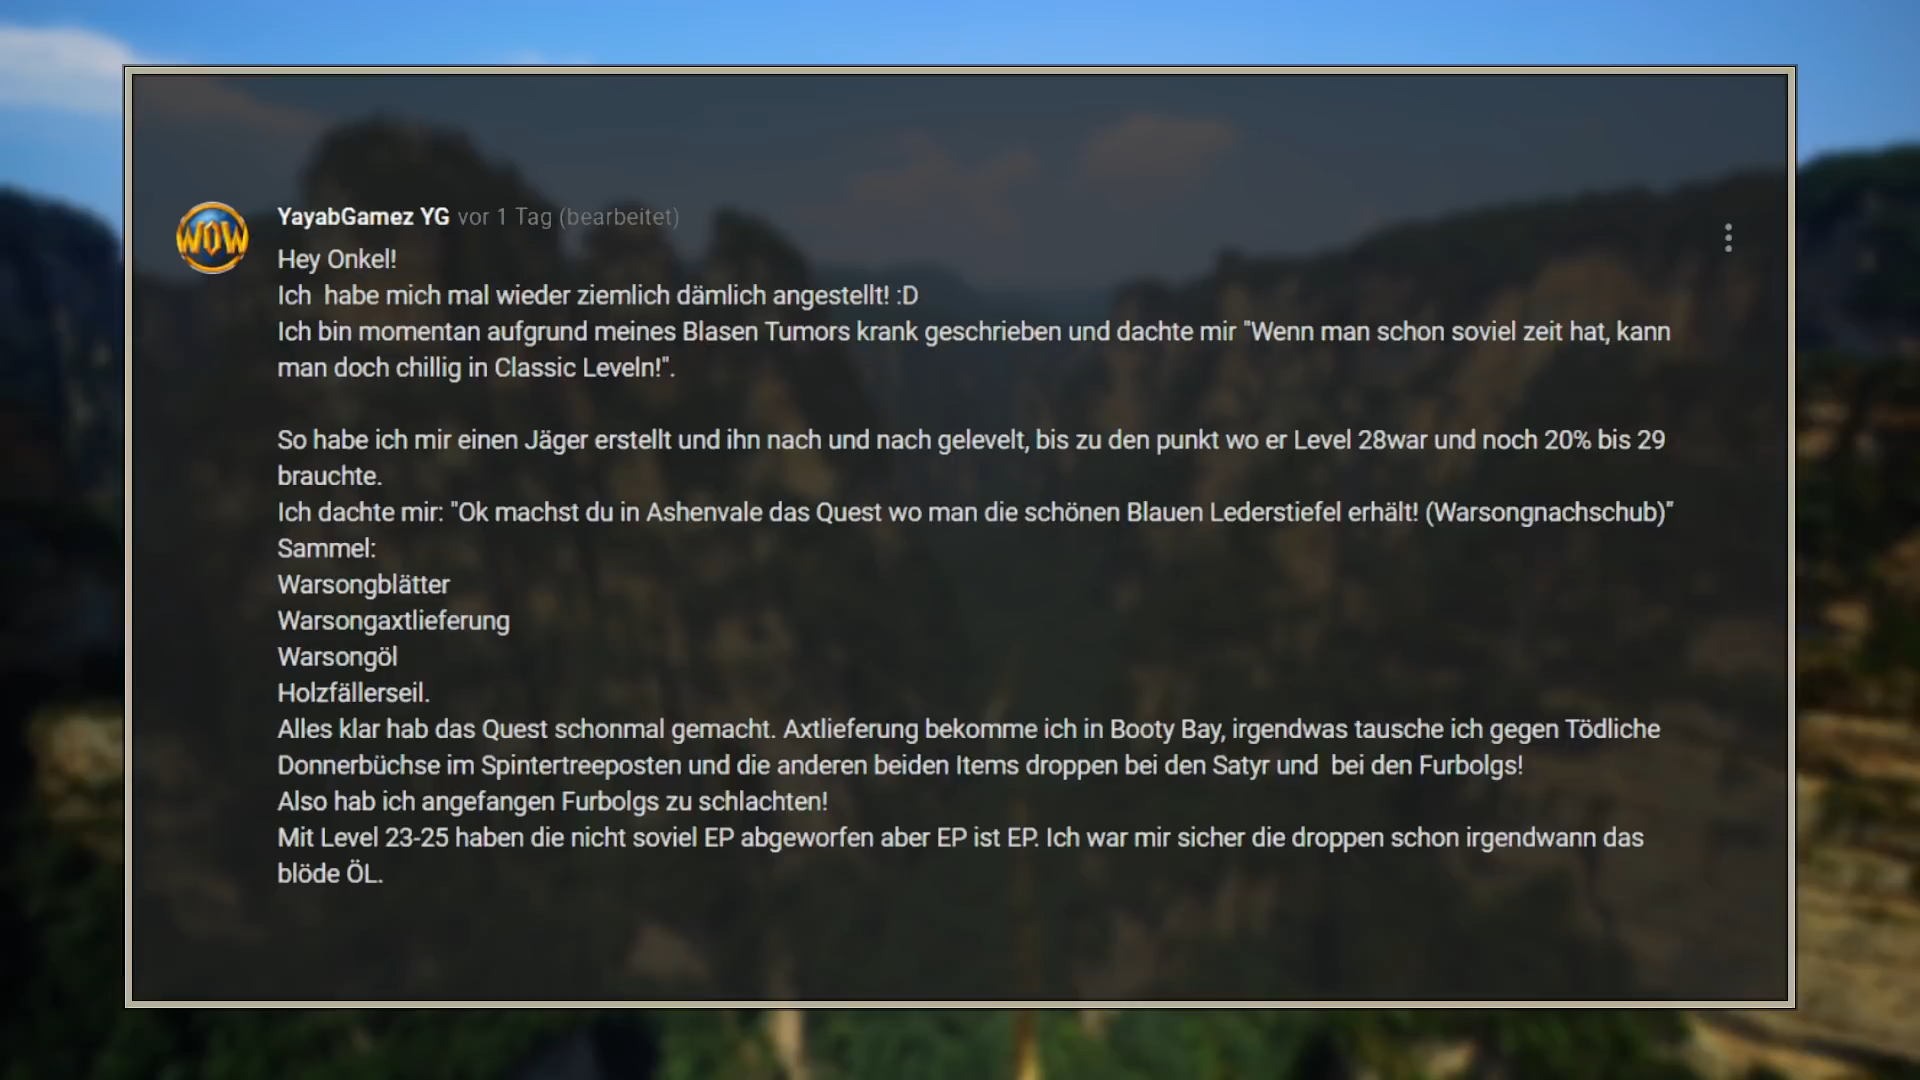 WOW
YayabGamez YG vor 1 Tag (bearbeitet)
Hey Onkel!
Ich  habe mich mal wieder ziemlich dämlich angestellt! :D
Ich bin momentan aufgrund meines Blasen Tumors krank geschrieben und dachte mir "Wenn man schon soviel zeit hat, kann
man doch chillig in Classic Leveln!".
So habe ich mir einen Jäger erstellt und ihn nach und nach gelevelt, bis zu den punkt wo er Level 28war und noch 20% bis 29
brauchte.
Ich dachte mir: "Ok machst du in Ashenvale das Quest wo man die schönen Blauen Lederstiefel erhält! (Warsongnachschub)"
Sammel:
Warsongblätter
Warsongaxtlieferung
Warsongöl
Holzfällerseil.
Alles klar hab das Quest schonmal gemacht. Axtlieferung bekomme ich in Booty Bay, irgendwas tausche ich gegen Tödliche
Donnerbüchse im Spintertreeposten und die anderen beiden Items droppen bei den Satyr und  bei den Furbolgs!
Also hab ich angefangen Furbolgs zu schlachten!
Mit Level 23-25 haben die nicht soviel EP abgeworfen aber EP ist EP. Ich war mir sicher die droppen schon irgendwann das
blöde ÖL.